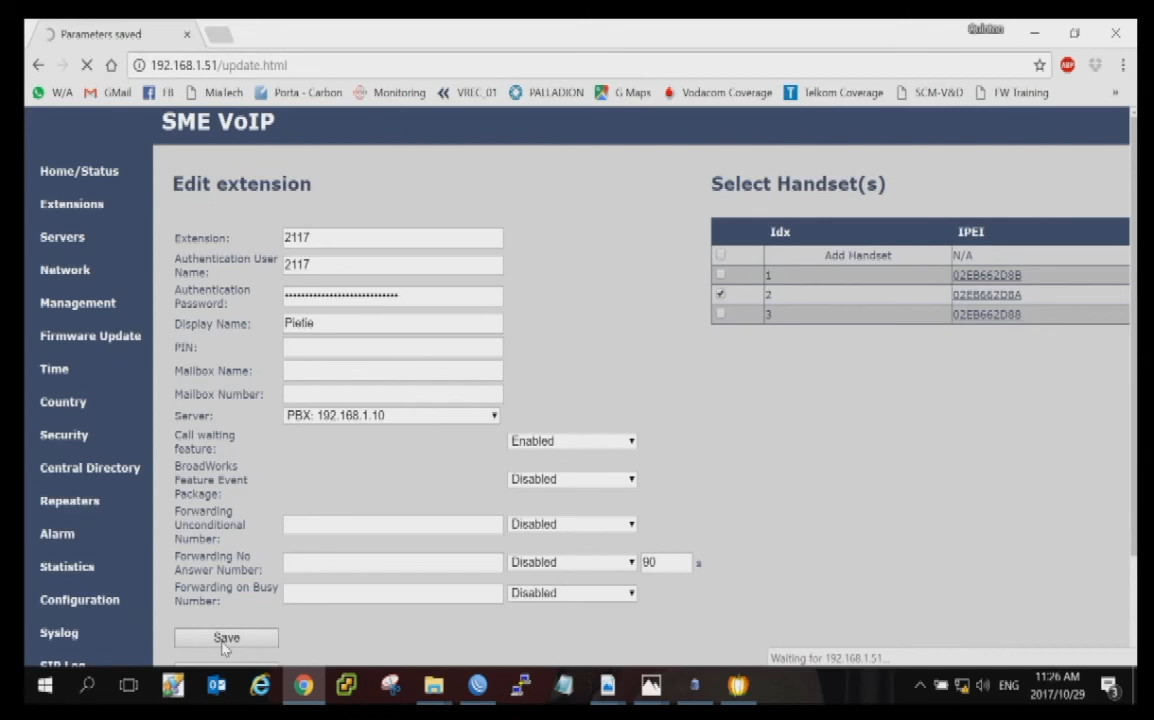 Parameters saved
192.168.1.51/update.html
ABP
W/A GMail FB MiaTech Porta - Carbon Monitoring VREC_01 PALLADION G Maps Vodacom Coverage Telkom Coverage SCM-V&D TW Training »
SME VoIP
Home/Status
Extensions
Servers
Network
Management
Firmware Update
Time
Country
Security
Central Directory
Repeaters
Alarm
Statistics
Configuration
Syslog
SIP Log
Edit extension
Extension: 2117
Authentication User Name: 2117
Authentication Password:
Display Name: Pietie
PIN:
Mailbox Name:
Mailbox Number:
Server: PBX: 192.168.1.10
Call waiting feature: Enabled
BroadWorks Feature Event Package: Disabled
Forwarding Unconditional Number: Disabled
Forwarding No Answer Number: Disabled 90 s
Forwarding on Busy Number: Disabled
Save
Select Handset(s)
Idx IPEI
Add Handset N/A
1 02EB662D8B
2 02EB662D8A
3 02EB662D88
Waiting for 192.168.1.51...
ENG
11:26 AM
2017/10/29
3